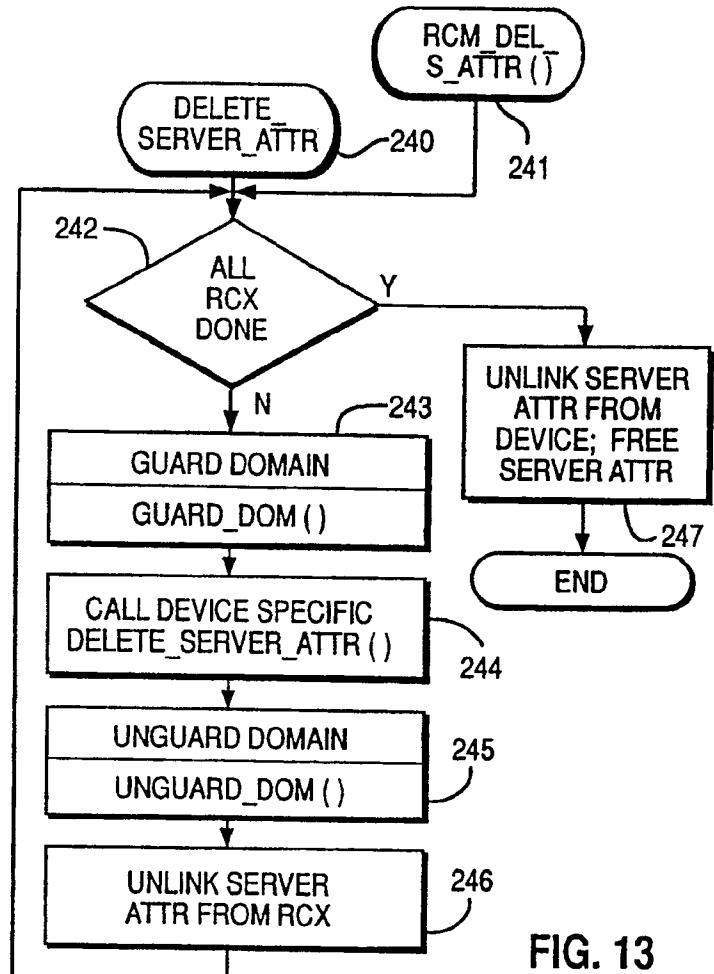 RCM_DEL_
S_ATTR ( )
241
DELETE_
SERVER_ATTR
240
242
ALL
RCX
DONE
Y
N
243
GUARD DOMAIN
GUARD_DOM ( )
UNLINK SERVER
ATTR FROM
DEVICE; FREE
SERVER ATTR
247
END
CALL DEVICE SPECIFIC
DELETE_SERVER_ATTR ( )
244
UNGUARD DOMAIN
UNGUARD_DOM ( )
245
UNLINK SERVER
ATTR FROM RCX
246
FIG. 13